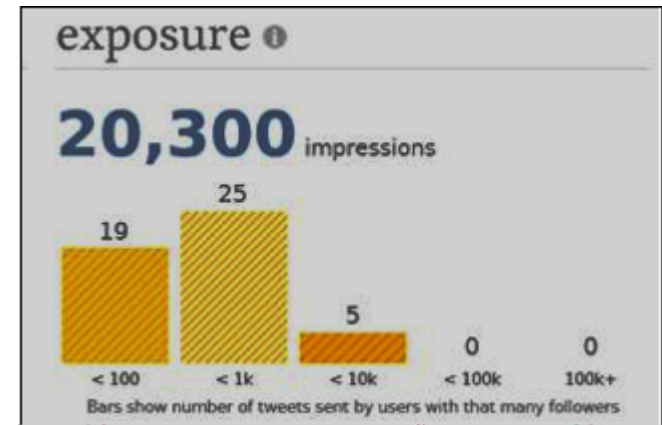 exposure i
20,300 impressions
25
19
5
0 0
< 100 < 1k < 10k < 100k 100k+
Bars show number of tweets sent by users with that many followers